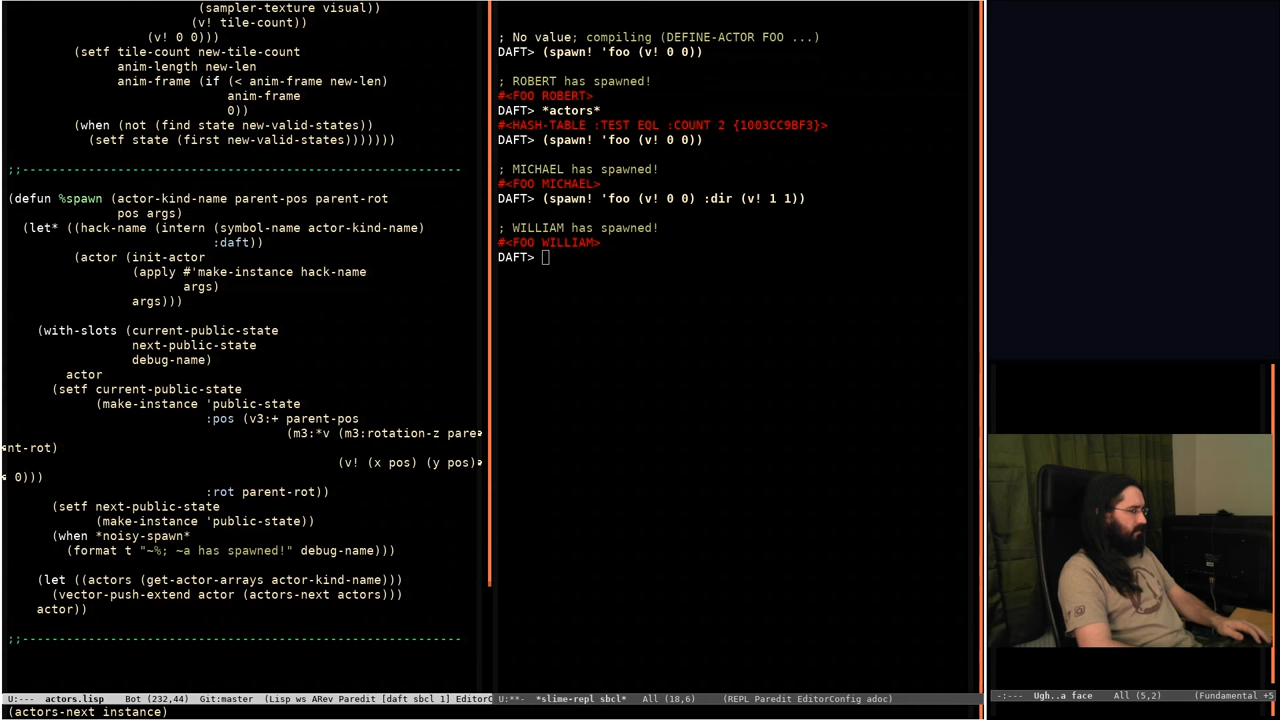 (sampler-texture visual))
(v! tile-count))
(v! 0 0)))
(setf tile-count new-tile-count
anim-length new-len
anim-frame (if (< anim-frame new-len)
anim-frame
0))
(when (not (find state new-valid-states))
(setf state (first new-valid-states)))))))
;;------------------------------------------------------------
(defun %spawn (actor-kind-name parent-pos parent-rot
pos args)
(let* ((hack-name (intern (symbol-name actor-kind-name)
:daft))
(actor (init-actor
(apply #'make-instance hack-name
args)
args)))
(with-slots (current-public-state
next-public-state
debug-name)
actor
(setf current-public-state
(make-instance 'public-state
:pos (v3:+ parent-pos
(m3:*v (m3:rotation-z pare
nt-rot)
(v! (x pos) (y pos)
0)))
:rot parent-rot))
(setf next-public-state
(make-instance 'public-state))
(when *noisy-spawn*
(format t "~%; ~a has spawned!" debug-name)))
(let ((actors (get-actor-arrays actor-kind-name)))
(vector-push-extend actor (actors-next actors)))
actor))
;;------------------------------------------------------------
U:--- actors.lisp Bot (232,44) Git:master (Lisp ws ARev Paredit [daft sbcl 1] EditorC
(actors-next instance)
; No value; compiling (DEFINE-ACTOR FOO ...)
DAFT> (spawn! 'foo (v! 0 0))
; ROBERT has spawned!
#<FOO ROBERT>
DAFT> *actors*
#<HASH-TABLE :TEST EQL :COUNT 2 {1003CC9BF3}>
DAFT> (spawn! 'foo (v! 0 0))
; MICHAEL has spawned!
#<FOO MICHAEL>
DAFT> (spawn! 'foo (v! 0 0) :dir (v! 1 1))
; WILLIAM has spawned!
#<FOO WILLIAM>
DAFT>
U:**- *slime-repl sbcl* All (18,6) (REPL Paredit EditorConfig adoc)
-:--- Ugh..a face All (5,2) (Fundamental +5